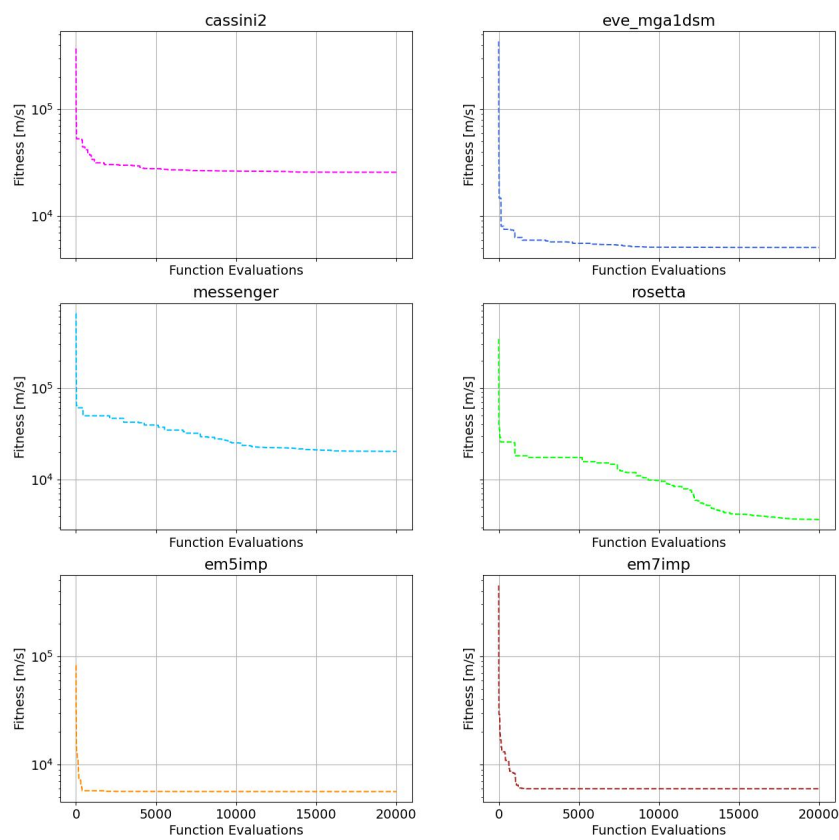 cassini2
eve_mga1dsm
Fitness [m/s]
10^5
10^4
Function Evaluations
Fitness [m/s]
10^5
10^4
Function Evaluations
messenger
rosetta
Fitness [m/s]
10^5
10^4
Function Evaluations
Fitness [m/s]
10^5
10^4
Function Evaluations
em5imp
em7imp
Fitness [m/s]
10^5
10^4
0 5000 10000 15000 20000
Function Evaluations
Fitness [m/s]
10^5
10^4
0 5000 10000 15000 20000
Function Evaluations